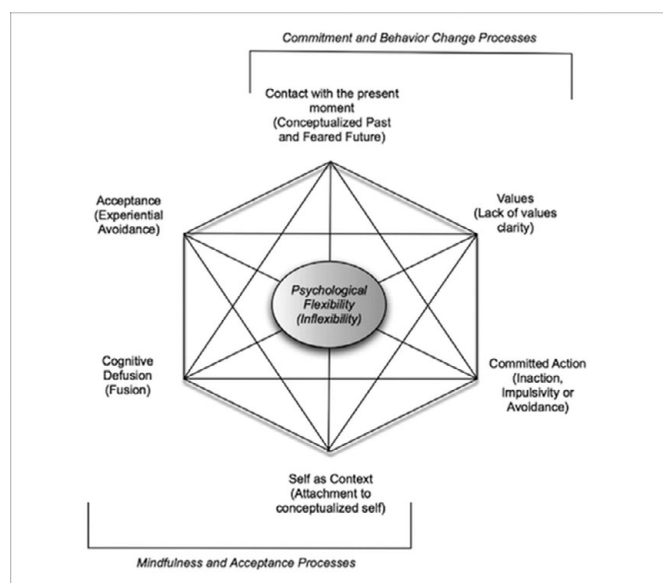 Commitment and Behavior Change Processes
Contact with the present
moment
(Conceptualized Past
and Feared Future)
Acceptance
(Experiential
Avoidance)
Values
(Lack of values
clarity)
Psychological
Flexibility
(Inflexibility)
Cognitive
Defusion
(Fusion)
Committed Action
(Inaction,
Impulsivity or
Avoidance)
Self as Context
(Attachment to
conceptualized self)
Mindfulness and Acceptance Processes